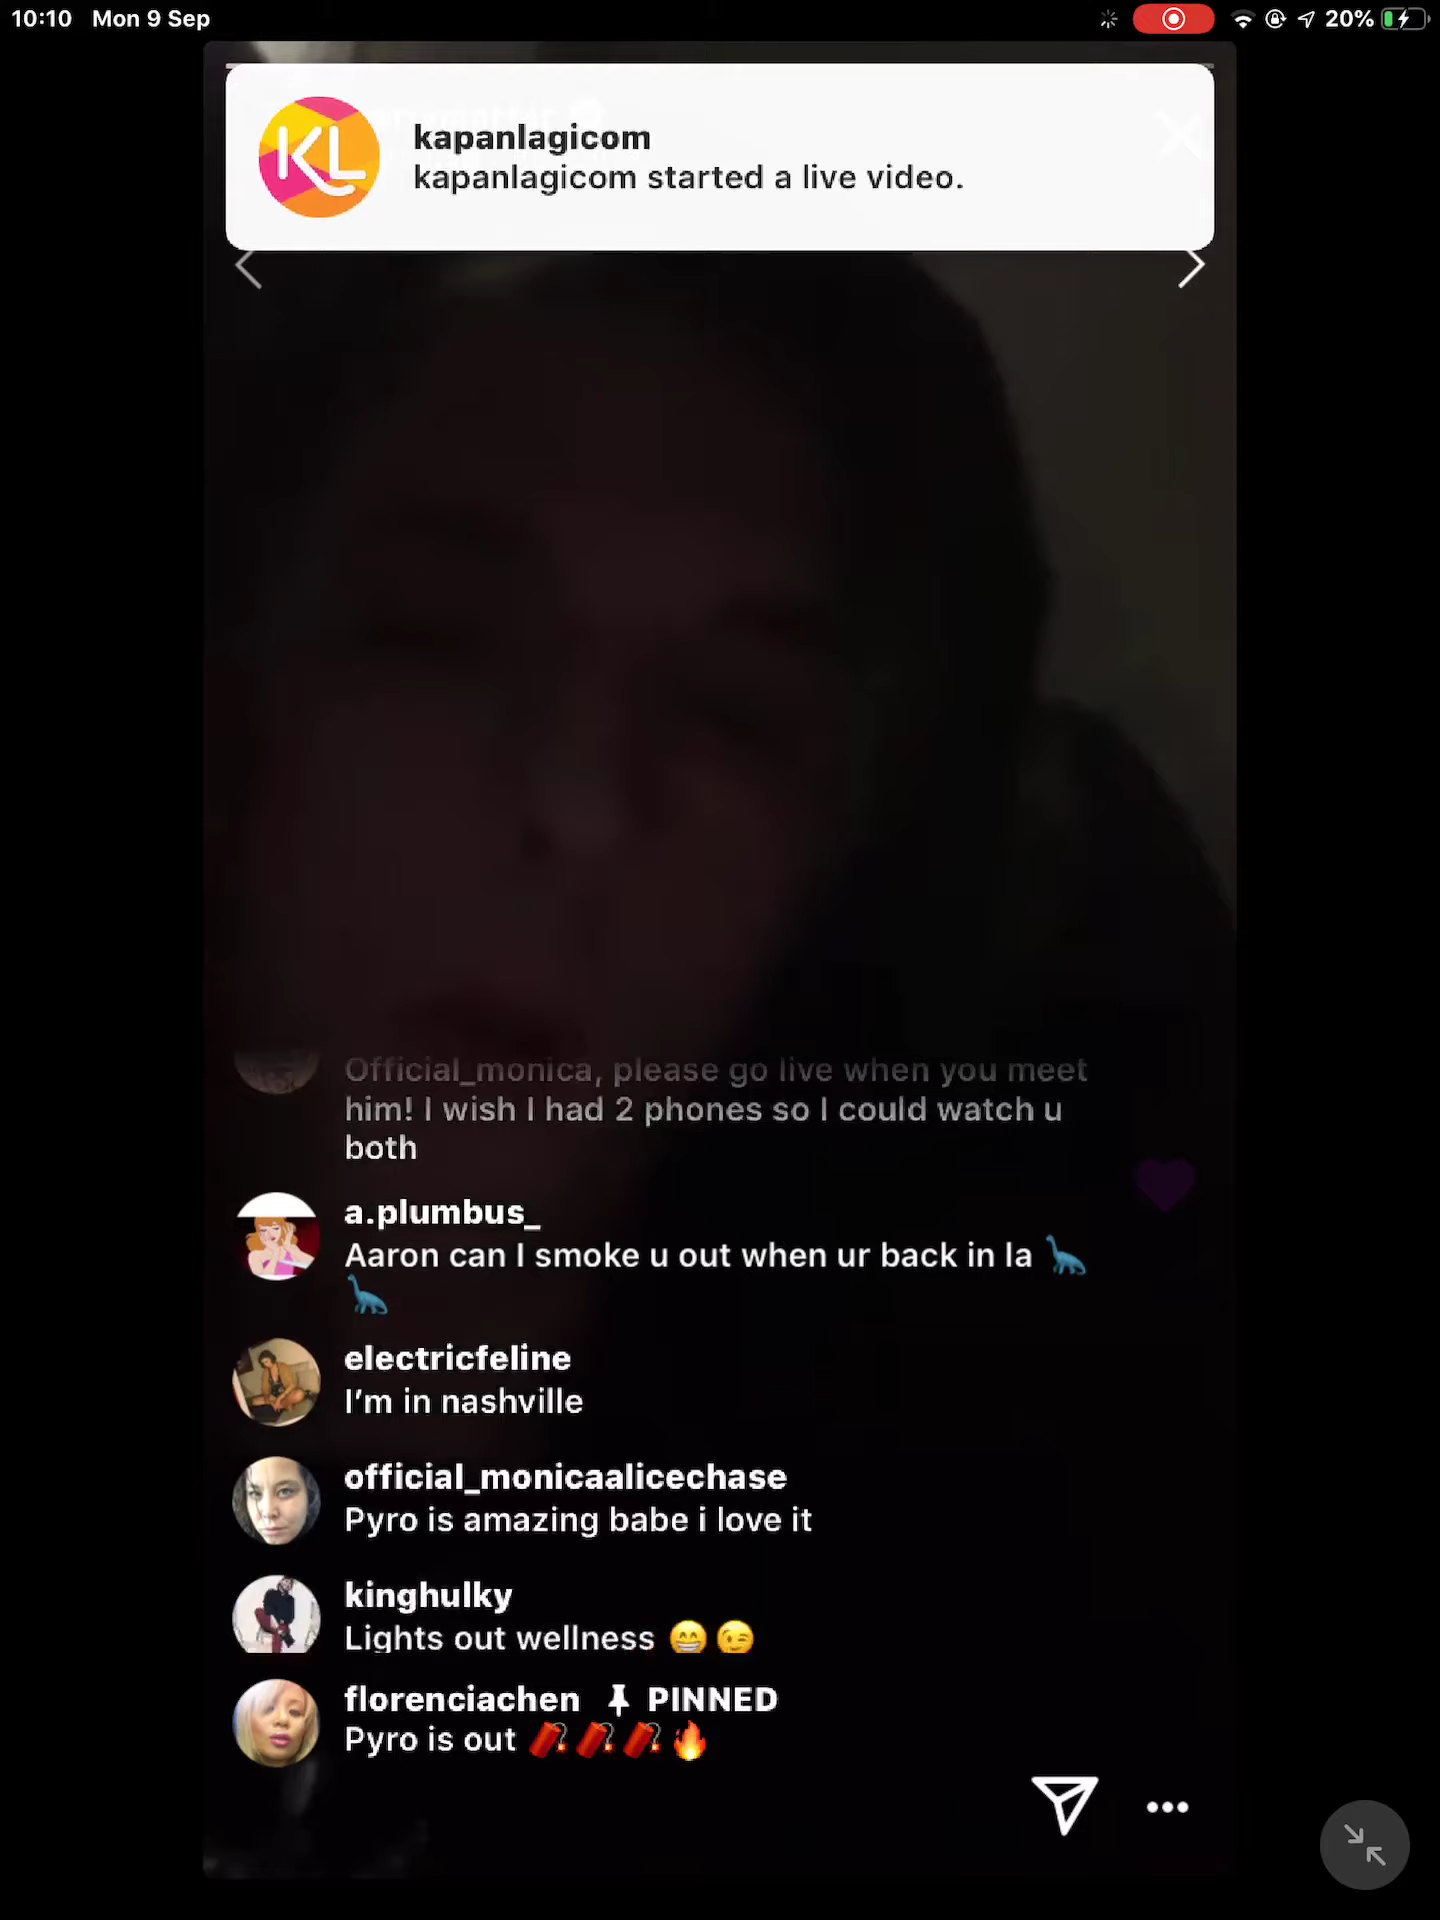 10:10 Mon 9 Sep
20%
KL
kapanlagicom
kapanlagicom started a live video.
Official_monica, please go live when you meet
him! I wish I had 2 phones so I could watch u
both
a.plumbus_
Aaron can I smoke u out when ur back in la 🦕
🦕
electricfeline
I'm in nashville
official_monicaalicechase
Pyro is amazing babe i love it
kinghulky
Lights out wellness 😁😉
florenciachen 📌 PINNED
Pyro is out 🧨🧨🧨🔥